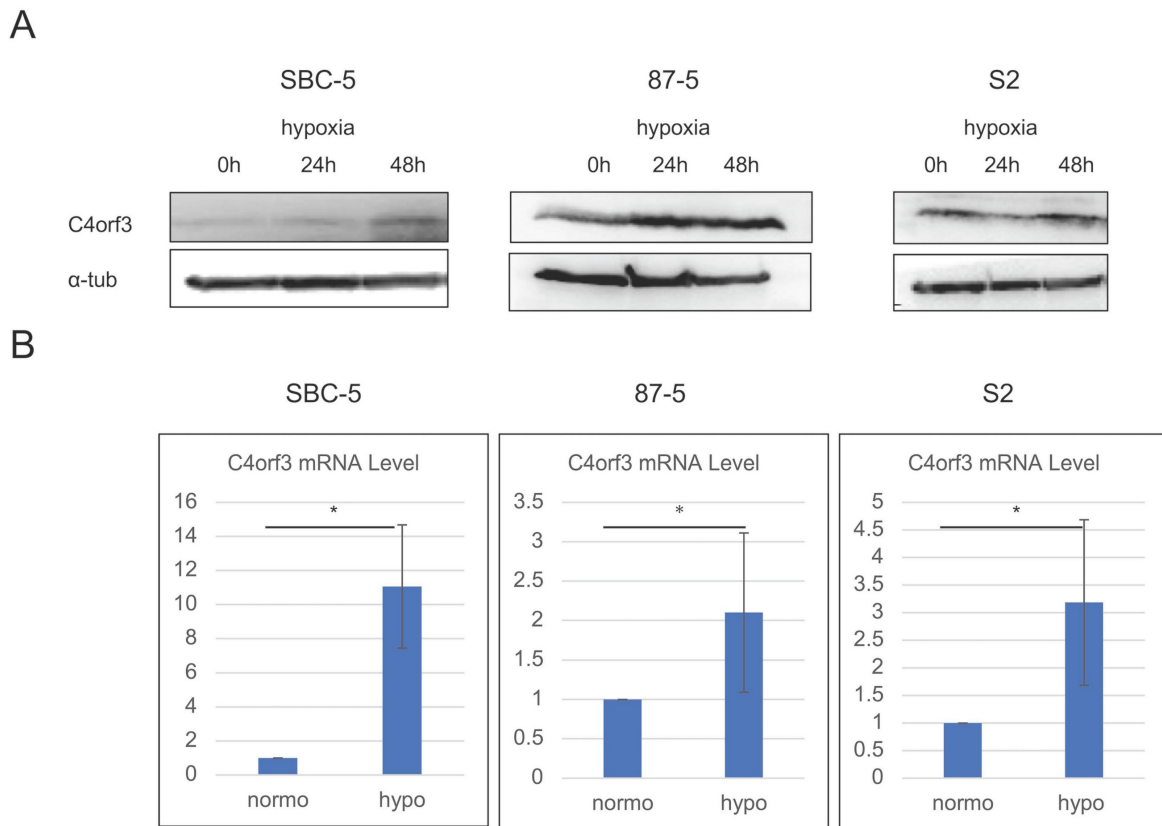 A
SBC-5 87-5 S2
hypoxia hypoxia hypoxia
0h 24h 48h 0h 24h 48h 0h 24h 48h
C4orf3
α-tub
B
SBC-5 87-5 S2
C4orf3 mRNA Level
16
14
12
10
8
6
4
2
0
*
normo hypo
C4orf3 mRNA Level
3.5
3
2.5
2
1.5
1
0.5
0
*
normo hypo
C4orf3 mRNA Level
5
4.5
4
3.5
3
2.5
2
1.5
1
0.5
0
*
normo hypo